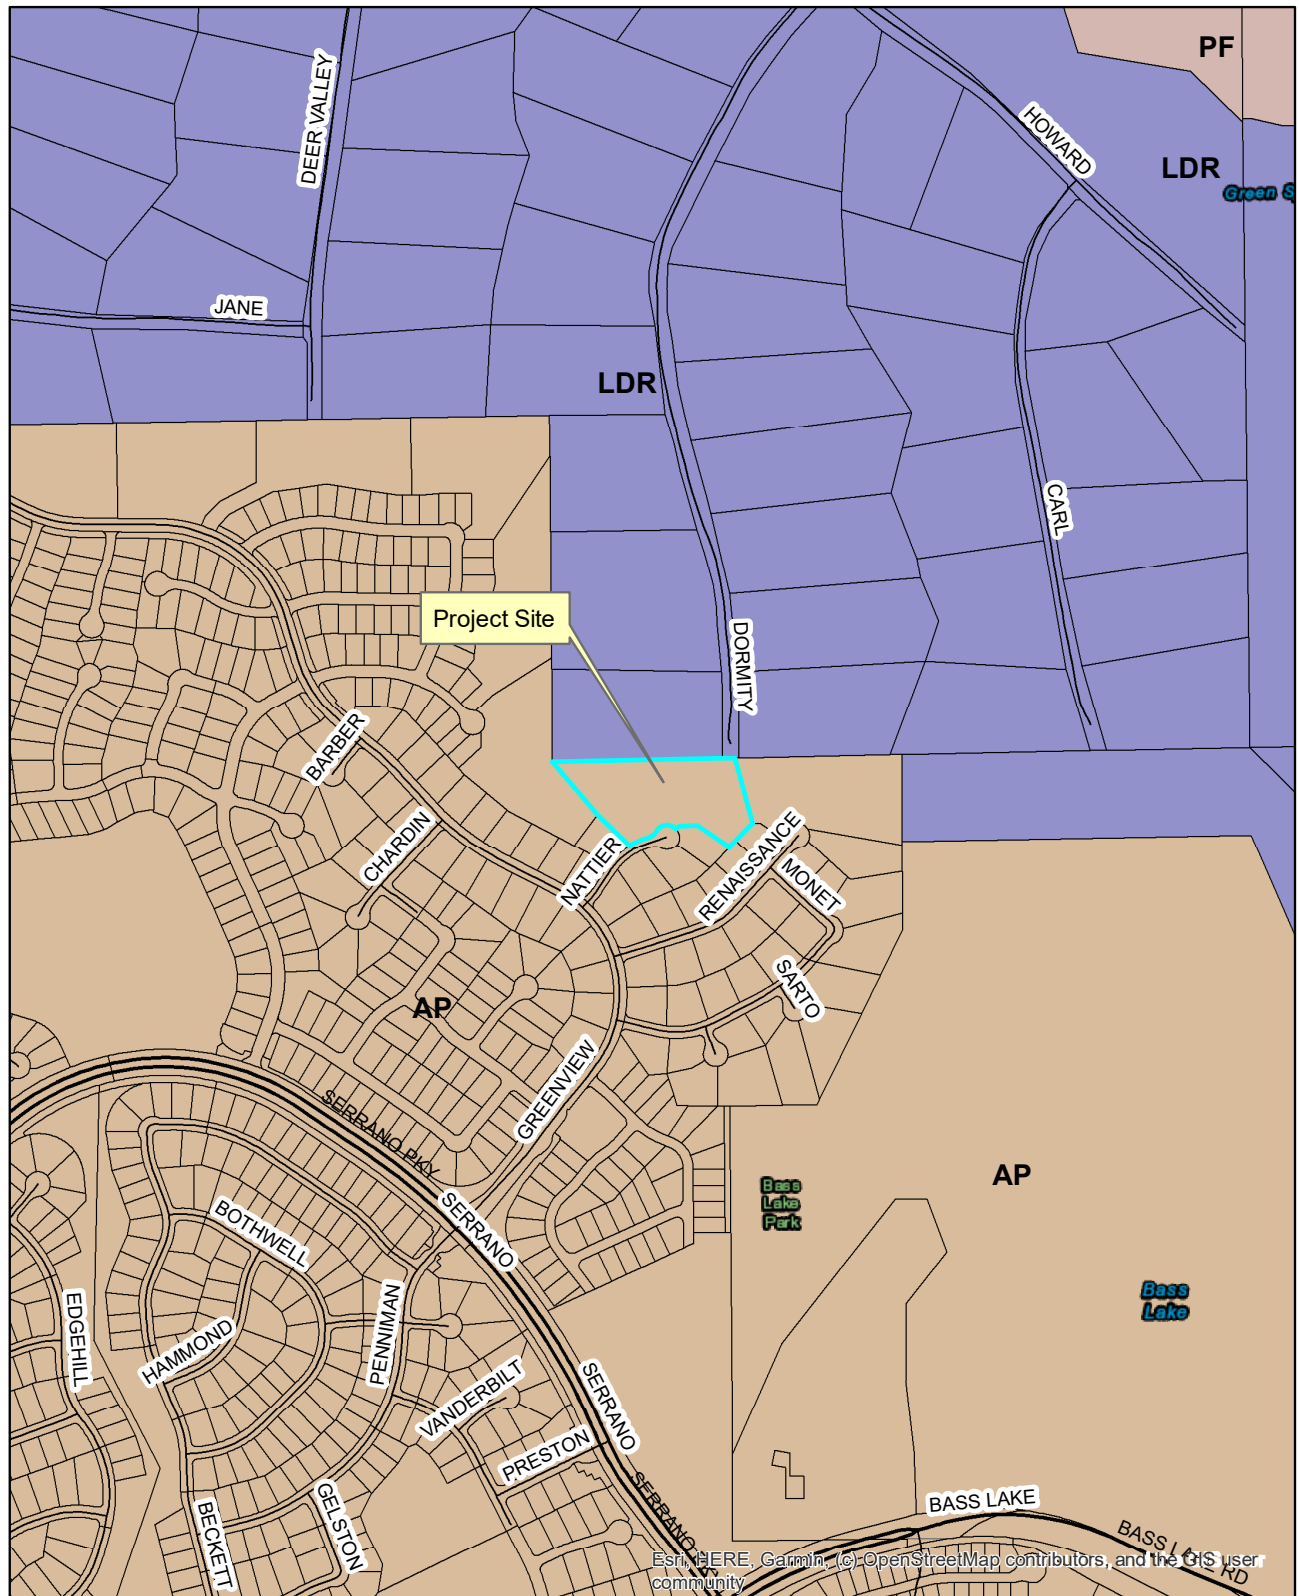 PF
DEER VALLEY
HOWARD
LDR
Green S
JANE
LDR
CARL
Project Site
DORMITY
BARBER
CHARDIN
NATTIER
RENAISSANCE
MONET
SARTO
AP
GREENVIEW
SERRANO PKY
AP
Bass
Lake
Park
SERRANO
BOTHWELL
EDGEHILL
PENNIMAN
Bass
Lake
HAMMOND
VANDERBILT
SERRANO
PRESTON
SERRANO
GELSTON
BECKETT
BASS LAKE
BASS LAKE RD
Esri, HERE, Garmin, (c) OpenStreetMap contributors, and the GIS user
community